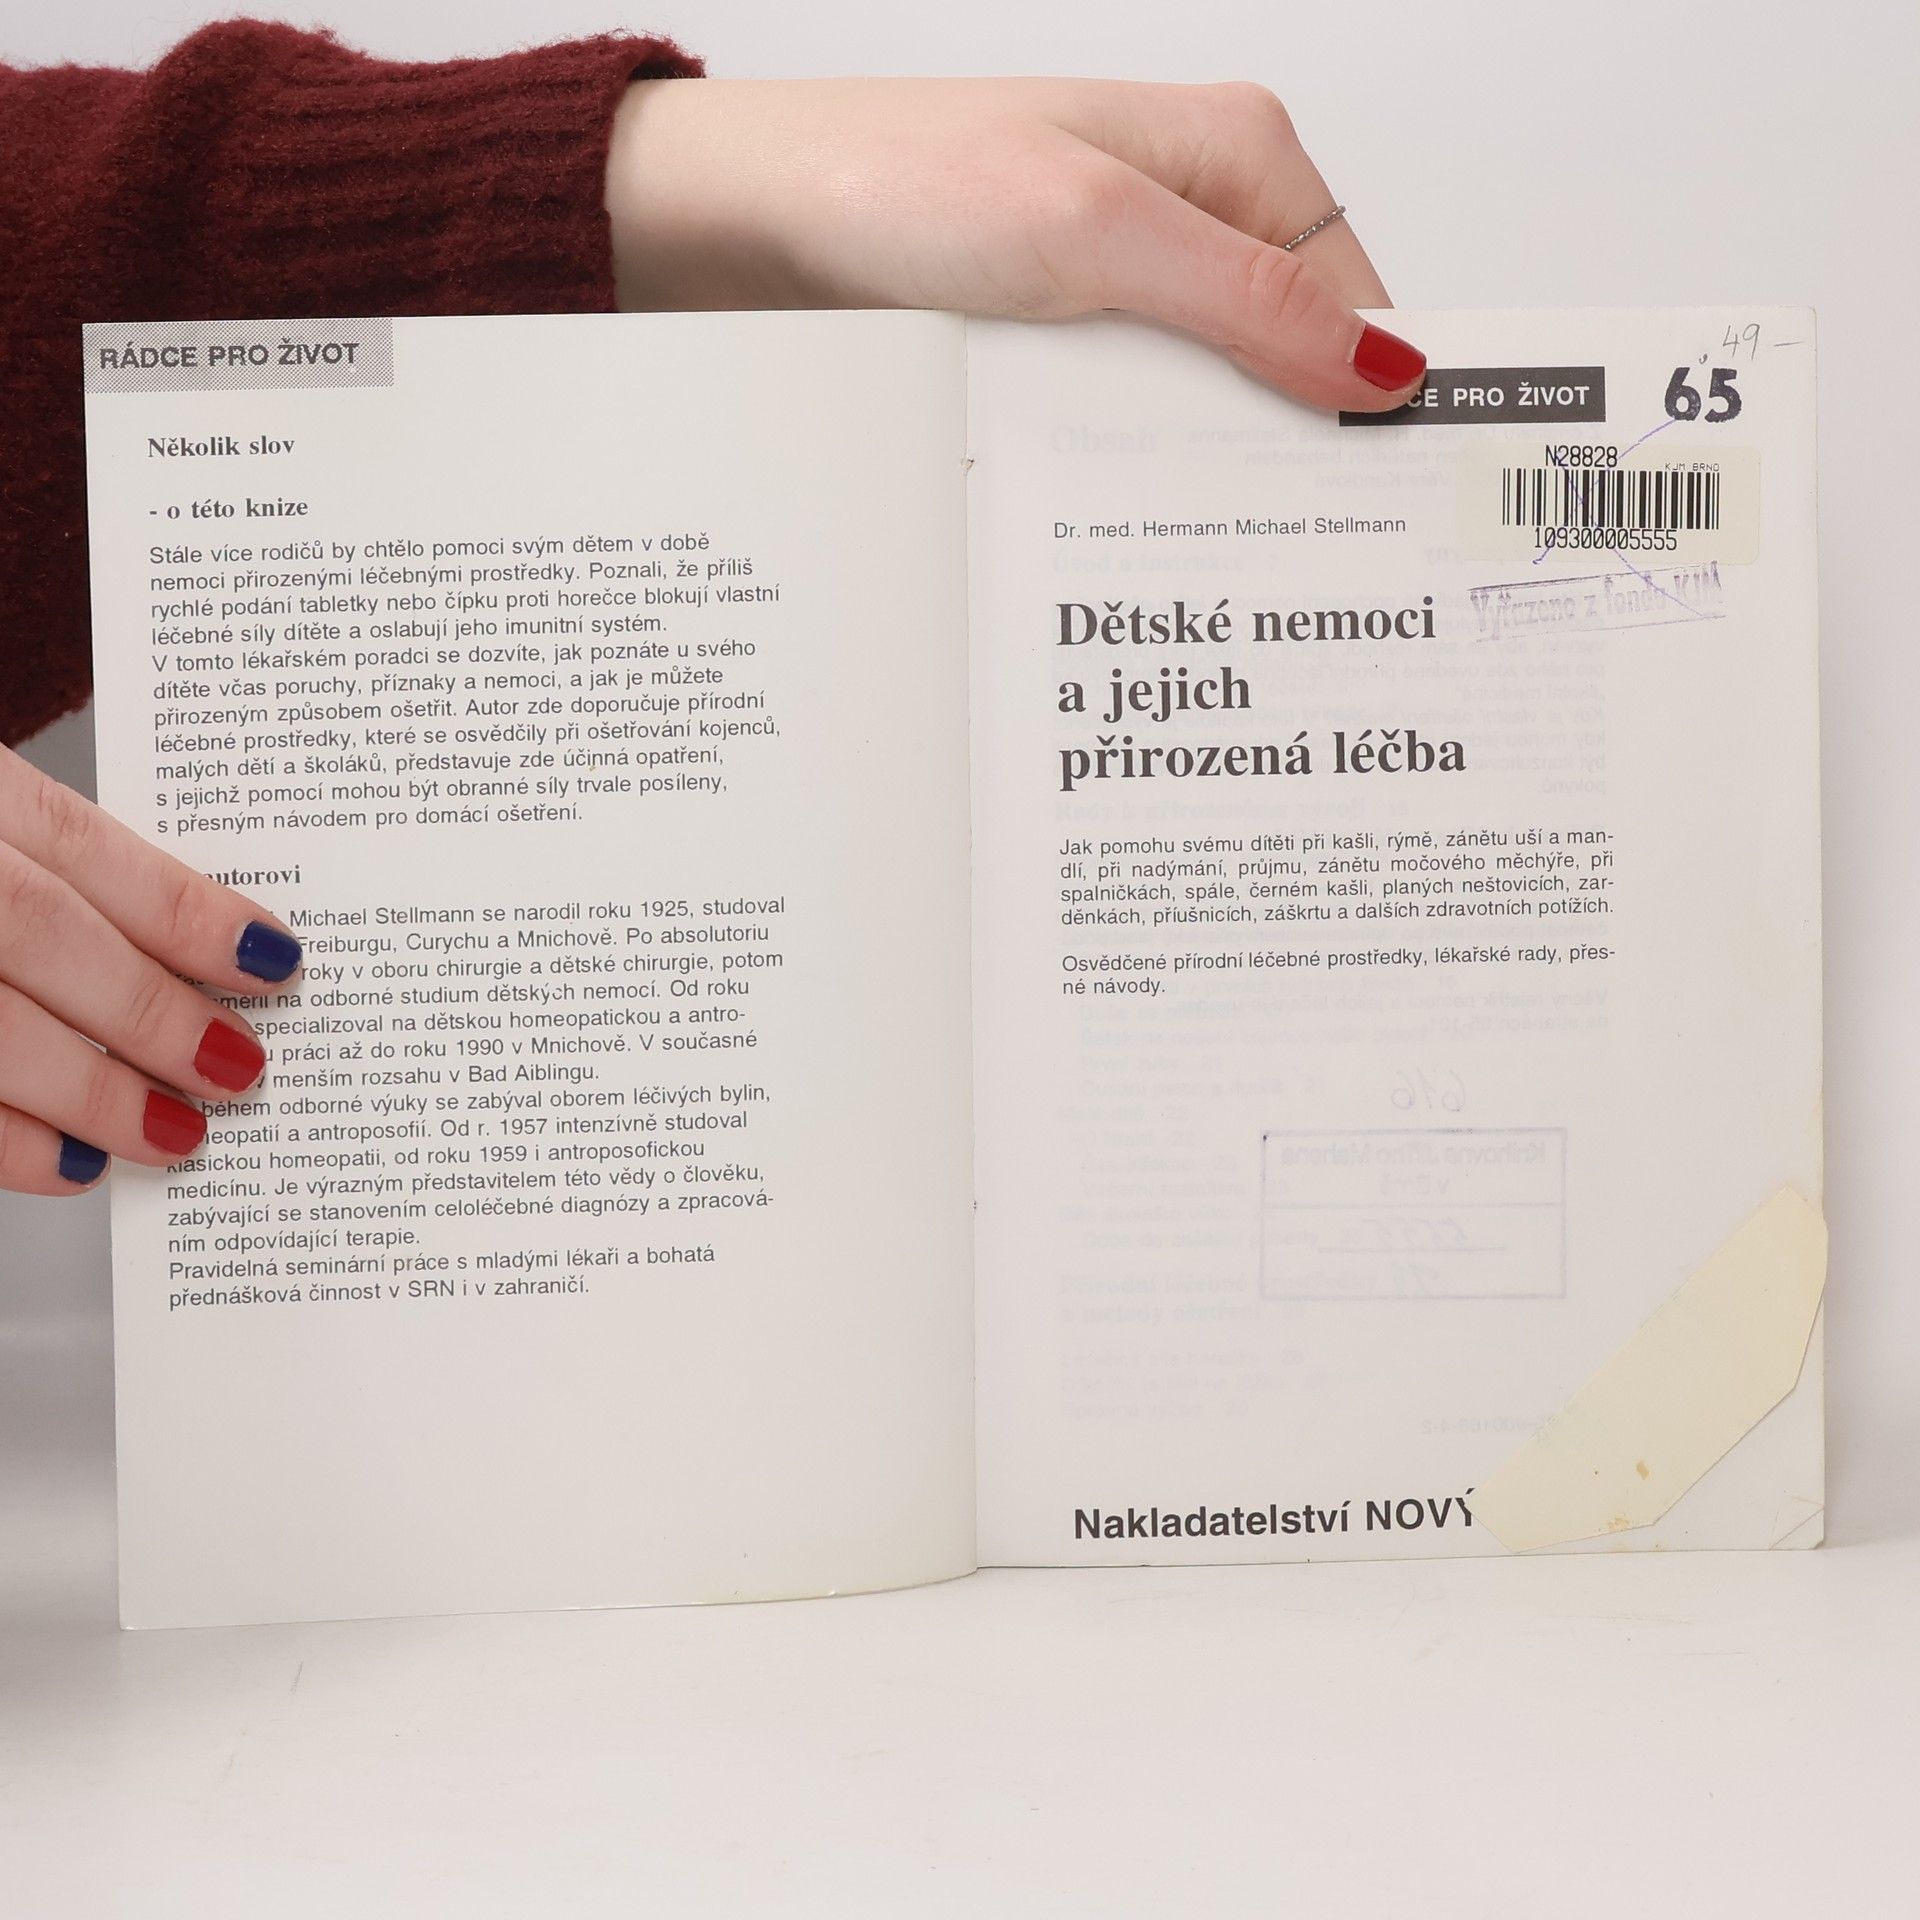 RÁDCE PRO ŽIVOT
Několik slov
- o této knize
Stále více rodičů by chtělo pomoci svým dětem v době
nemoci přirozenými léčebnými prostředky. Poznali, že příliš
rychlé podání tabletky nebo čípku proti horečce blokují vlastní
léčebné síly dítěte a oslabují jeho imunitní systém.
V tomto lékařském poradci se dozvíte, jak poznáte u svého
dítěte včas poruchy, příznaky a nemoci, a jak je můžete
přirozeným způsobem ošetřit. Autor zde doporučuje přírodní
léčebné prostředky, které se osvědčily při ošetřování kojenců,
malých dětí a školáků, představuje zde účinná opatření,
s jejichž pomocí mohou být obranné síly trvale posíleny,
s přesným návodem pro domácí ošetření.
autorovi
Michael Stellmann se narodil roku 1925, studoval
Freiburgu, Curychu a Mnichově. Po absolutoriu
roky v oboru chirurgie a dětské chirurgie, potom
na odborné studium dětských nemocí. Od roku
specializoval na dětskou homeopatickou a antro-
práci až do roku 1990 v Mnichově. V současné
v menším rozsahu v Bad Aiblingu.
během odborné výuky se zabýval oborem léčivých bylin,
a antroposofií. Od r. 1957 intenzívně studoval
klasickou homeopatii, od roku 1959 i antroposofickou
medicínu. Je výrazným představitelem této vědy o člověku,
zabývající se stanovením celoléčebné diagnózy a zpracová-
ním odpovídající terapie.
Pravidelná seminární práce s mladými lékaři a bohatá
přednášková činnost v SRN i v zahraničí.
49 –
CE PRO ŽIVOT
65
N28828
KJM BRNO
109300005555
Dr. med. Hermann Michael Stellmann
Vyřazeno z fondu KJM
Dětské nemoci
a jejich
přirozená léčba
Jak pomohu svému dítěti při kašli, rýmě, zánětu uší a man-
dlí, při nadýmání, průjmu, zánětu močového měchýře, při
spalničkách, spále, černém kašli, planých neštovicích, zar-
děnkách, příušnicích, záškrtu a dalších zdravotních potížích.
Osvědčené přírodní léčebné prostředky, lékařské rady, přes-
né návody.
Nakladatelství NOVÝ